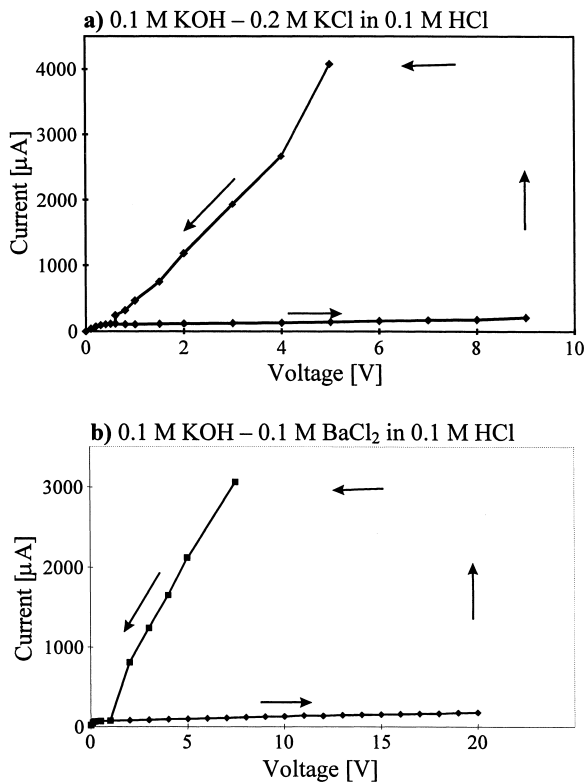 a) 0.1 M KOH – 0.2 M KCl in 0.1 M HCl
4000
3000
2000
1000
0
Current [µA]
0 2 4 6 8 10
Voltage [V]
b) 0.1 M KOH – 0.1 M BaCl₂ in 0.1 M HCl
3000
2000
1000
0
Current [µA]
0 5 10 15 20
Voltage [V]